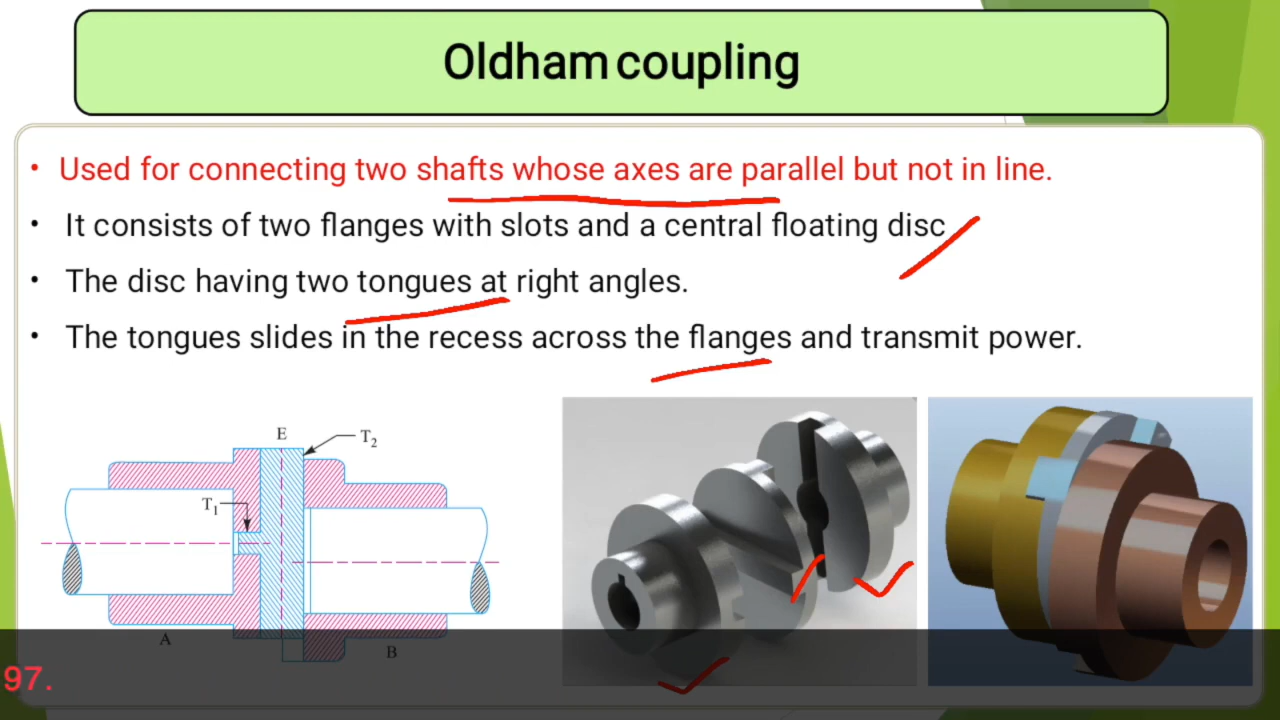 Oldham coupling
• Used for connecting two shafts whose axes are parallel but not in line.
• It consists of two flanges with slots and a central floating disc
• The disc having two tongues at right angles.
• The tongues slides in the recess across the flanges and transmit power.
E
T2
T1
A
B
97.